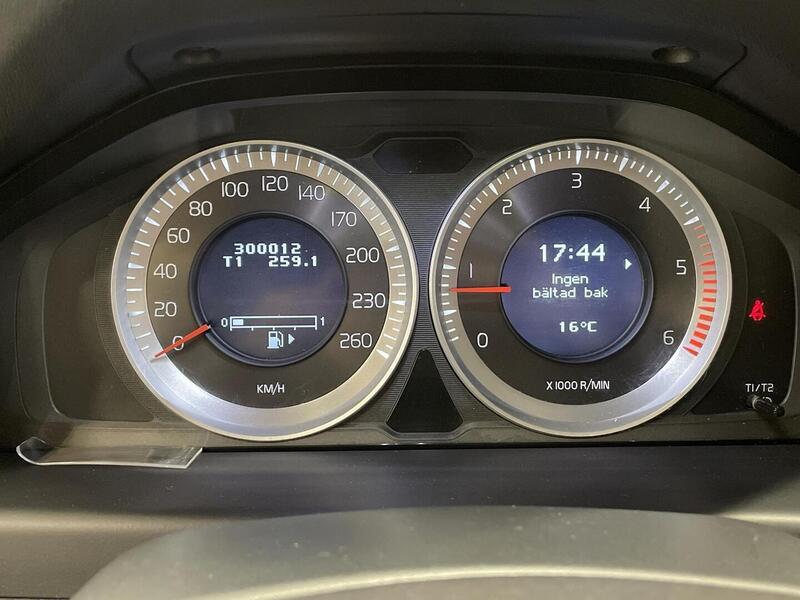 0 20 40 60 80 100 120 140 170 200 230 260
300012
T1 259.1
0 1
KM/H
0 1 2 3 4 5 6
17:44
Ingen
bältad bak
16°C
X1000 R/MIN
T1/T2